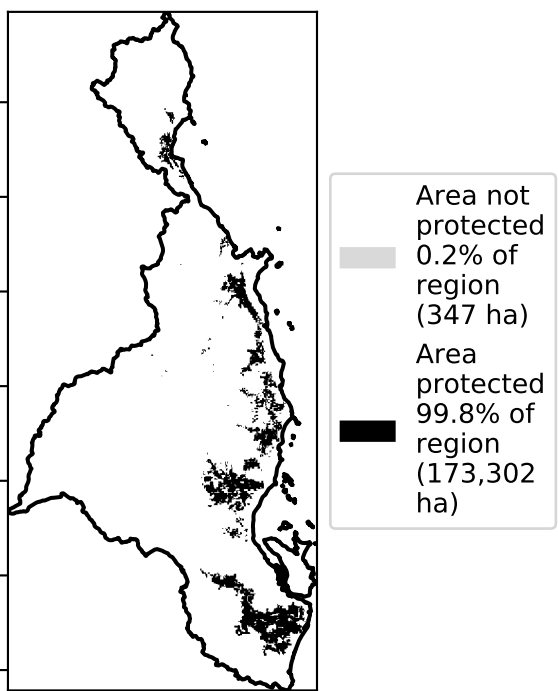 Area not
protected
0.2% of
region
(347 ha)
Area
protected
99.8% of
region
(173,302
ha)